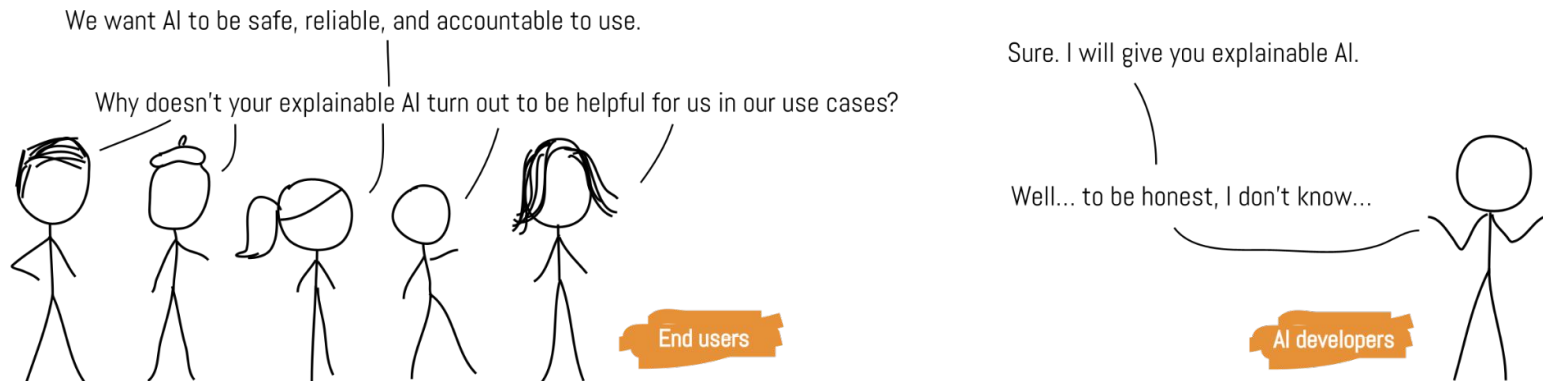 We want AI to be safe, reliable, and accountable to use.
Sure. I will give you explainable AI.
Why doesn't your explainable AI turn out to be helpful for us in our use cases?
Well... to be honest, I don't know...
End users
AI developers